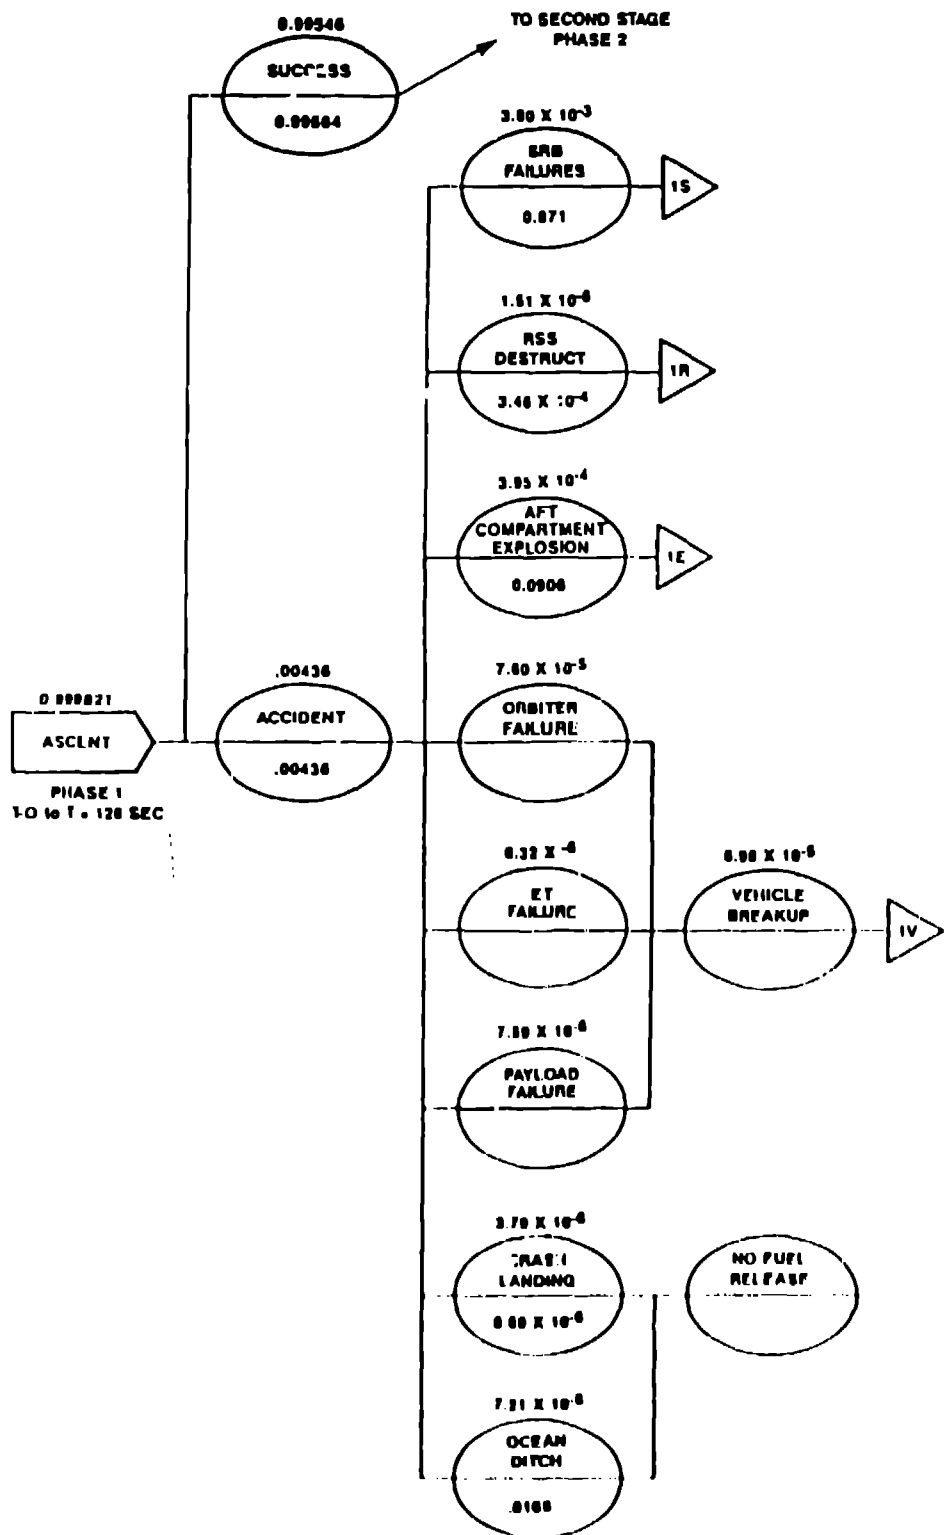 0.99546
TO SECOND STAGE
PHASE 2
SUCCESS
0.99564
3.80 X 10-3
SRB
FAILURES
0.871
1S
1.51 X 10-6
RSS
DESTRUCT
3.46 X 10-4
1R
3.95 X 10-4
AFT
COMPARTMENT
EXPLOSION
0.0906
1E
.00436
ACCIDENT
.00436
7.60 X 10-5
ORBITER
FAILURE
0.999821
ASCENT
PHASE 1
ET
FAILURE
VEHICLE
BREAKUP
1V
PAYLOAD
FAILURE
LANDING
NO FUEL
RELEASE
OCEAN
DITCH